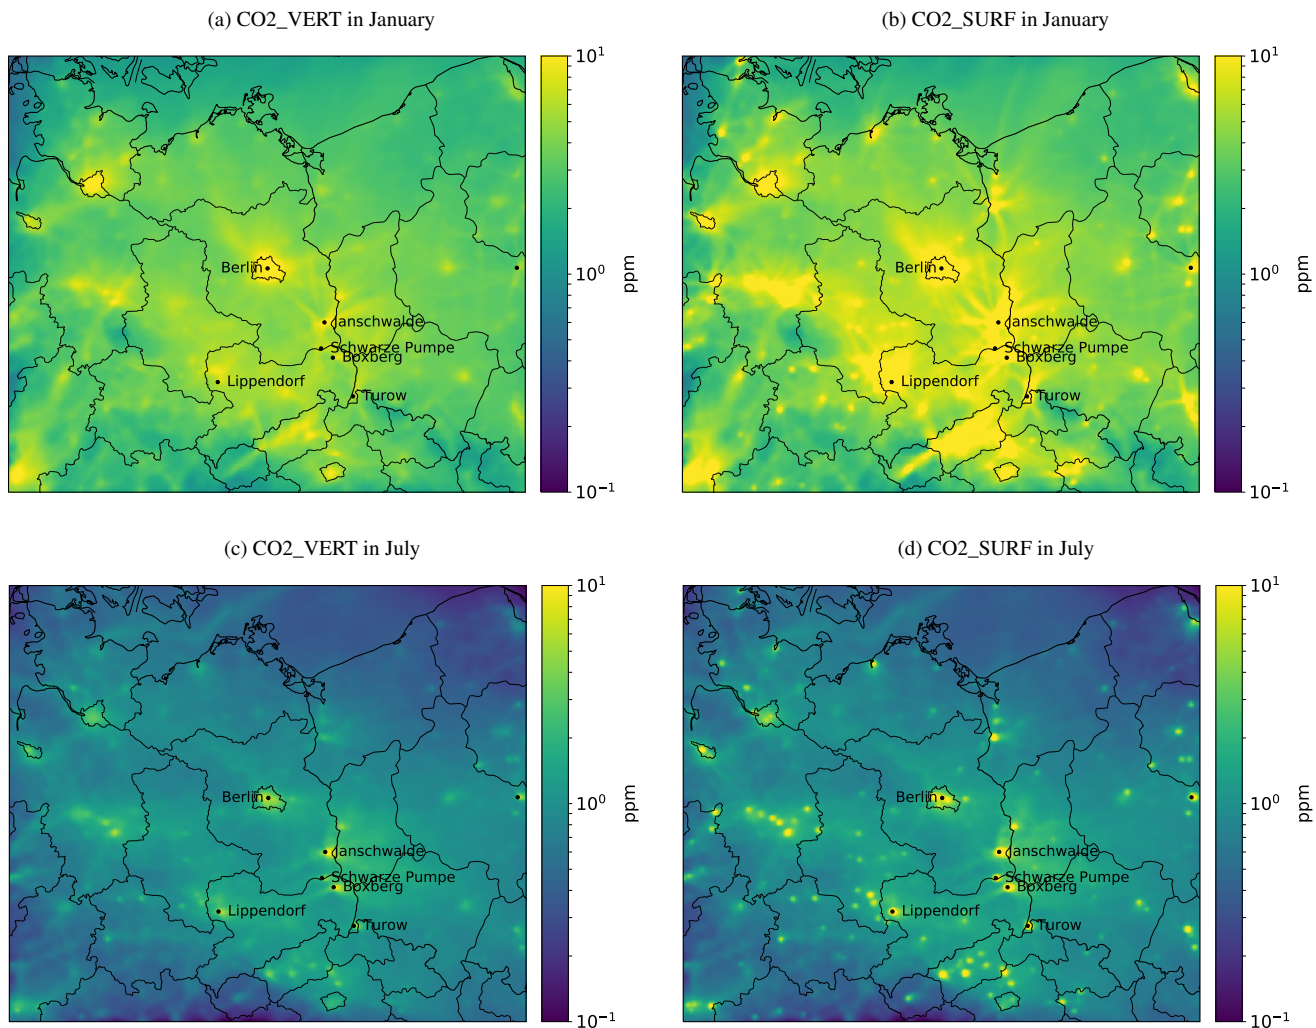 (a) CO2_VERT in January
(b) CO2_SURF in January
10¹
10⁰
10⁻¹
ppm
Berlin
Janschwalde
Schwarze Pumpe
Boxberg
Lippendorf
Turow
10¹
10⁰
10⁻¹
ppm
Berlin
Janschwalde
Schwarze Pumpe
Boxberg
Lippendorf
Turow
(c) CO2_VERT in July
(d) CO2_SURF in July
10¹
10⁰
10⁻¹
ppm
Berlin
Janschwalde
Schwarze Pumpe
Boxberg
Lippendorf
Turow
10¹
10⁰
10⁻¹
ppm
Berlin
Janschwalde
Schwarze Pumpe
Boxberg
Lippendorf
Turow